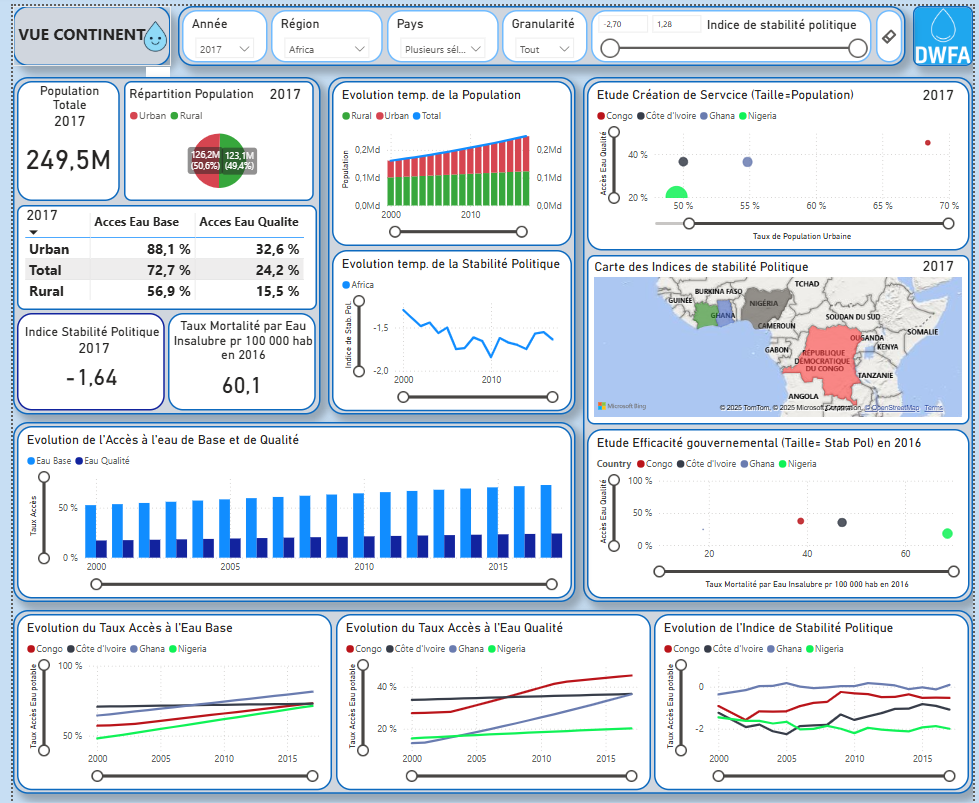 VUE CONTINENT
Année
2017
Région
Africa
Pays
Plusieurs sél...
Granularité
Tout
-2,70
1,28
Indice de stabilité politique
DWFA
Population
Totale
2017
249,5M
Répartition Population 2017
Urban Rural
126,2M
(50,6%)
123,1M
(49,4%)
2017 Acces Eau Base Acces Eau Qualite
Urban 88,1 % 32,6 %
Total 72,7 % 24,2 %
Rural 56,9 % 15,5 %
Indice Stabilité Politique
2017
-1,64
Taux Mortalité par Eau
Insalubre pr 100 000 hab
en 2016
60,1
Evolution temp. de la Population
Rural Urban Total
Population
0,2Md
0,1Md
0,0Md
0,2Md
0,1Md
0,0Md
2000 2010
Evolution temp. de la Stabilité Politique
Africa
Indice de Stab Pol.
-1,5
-2,0
2000 2010
Etude Création de Servcice (Taille=Population) 2017
Congo Côte d'Ivoire Ghana Nigeria
Accès Eau Qualité
40 %
20 %
50 % 55 % 60 % 65 % 70 %
Taux de Population Urbaine
Carte des Indices de stabilité Politique 2017
TCHAD
BURKINA FASO
GUINÉE
NIGÉRIA
GHANA
CAMEROUN
SOUDAN DU SUD
SOMALIE
OUGANDA
KENYA
GABON
RÉPUBLIQUE
DÉMOCRATIQUE
DU CONGO
TANZANIE
ANGOLA
Microsoft Bing
© 2025 TomTom, © 2025 Microsoft Corporation, © OpenStreetMap Terms
Evolution de l'Accès à l'eau de Base et de Qualité
Eau Base Eau Qualité
Taux Accès
50 %
0 %
2000 2005 2010 2015
Etude Efficacité gouvernemental (Taille= Stab Pol) en 2016
Country Congo Côte d'Ivoire Ghana Nigeria
Accès Eau Qualité
100 %
50 %
0 %
20 40 60
Taux Mortalité par Eau Insalubre pr 100 000 hab en 2016
Evolution du Taux Accès à l'Eau Base
Congo Côte d'Ivoire Ghana Nigeria
Taux Accès Eau potable
100 %
50 %
2000 2005 2010 2015
Evolution du Taux Accès à l'Eau Qualité
Congo Côte d'Ivoire Ghana Nigeria
Taux Accès Eau potable
40 %
20 %
2000 2005 2010 2015
Evolution de l'Indice de Stabilité Politique
Congo Côte d'Ivoire Ghana Nigeria
Taux Accès Eau potable
0
-2
2000 2005 2010 2015